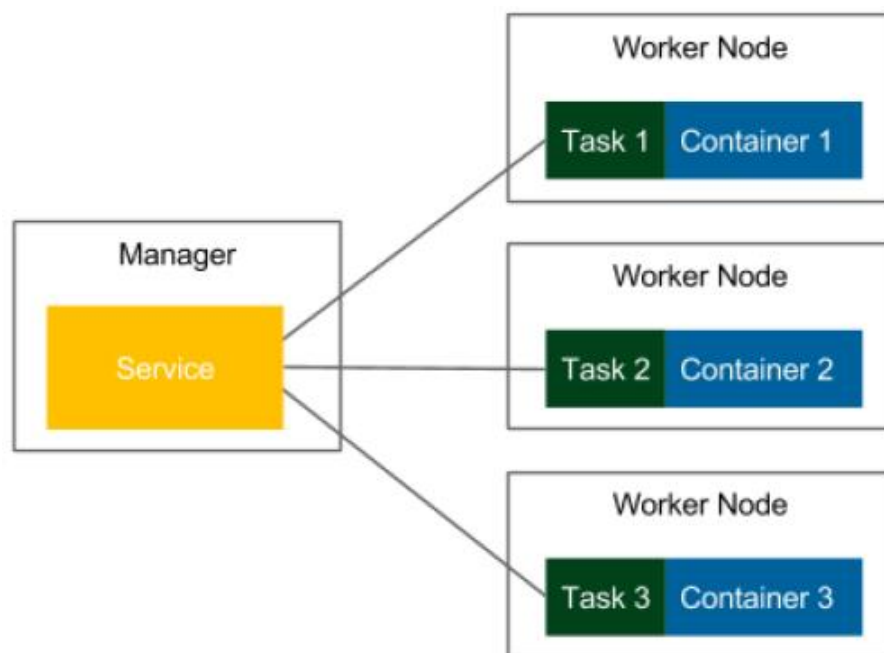 Worker Node
Task 1 Container 1
Manager
Service
Worker Node
Task 2 Container 2
Worker Node
Task 3 Container 3